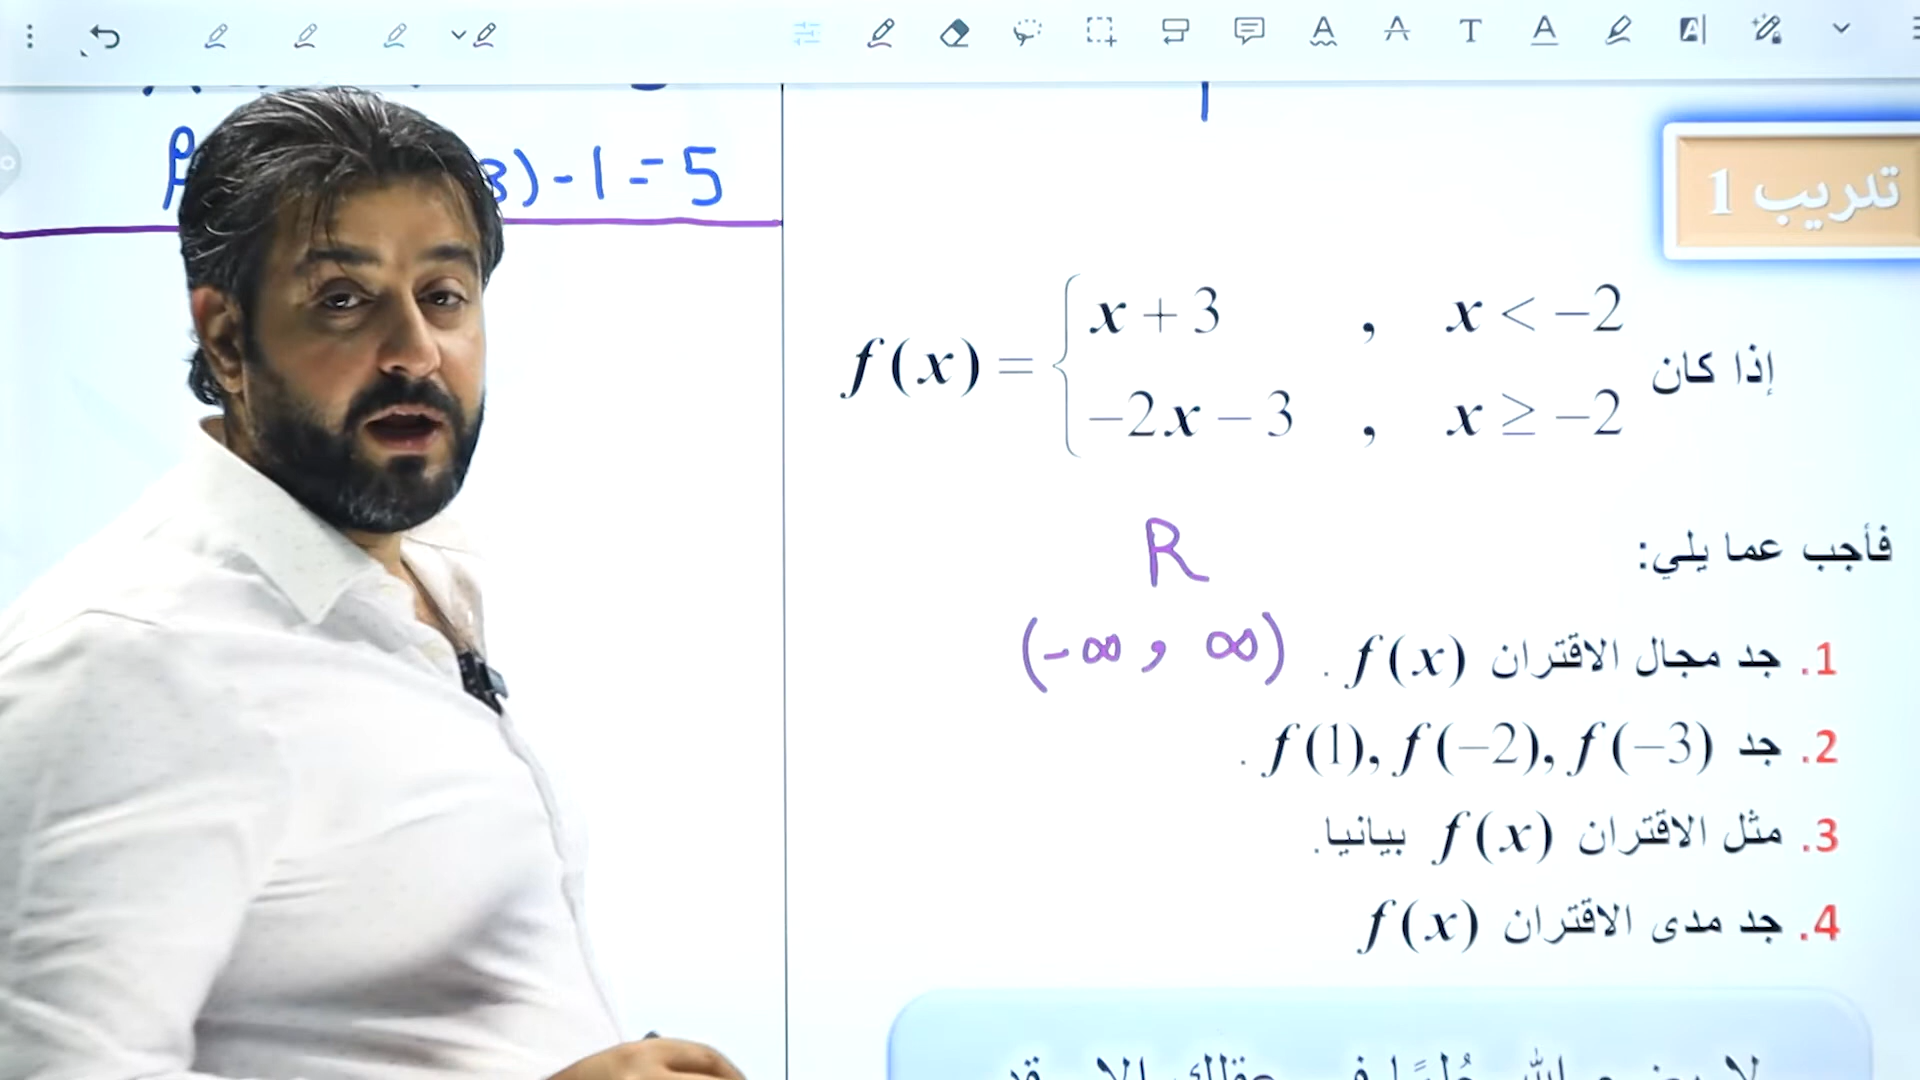 3) - 1 = 5
تدريب 1
إذا كان f(x) = { x + 3 , x < −2
−2x − 3 , x ≥ −2
فأجب عما يلي:
R
1. جد مجال الاقتران f(x) . (-∞ , ∞)
2. جد f(1), f(−2), f(−3) .
3. مثل الاقتران f(x) بيانيا.
4. جد مدى الاقتران f(x)